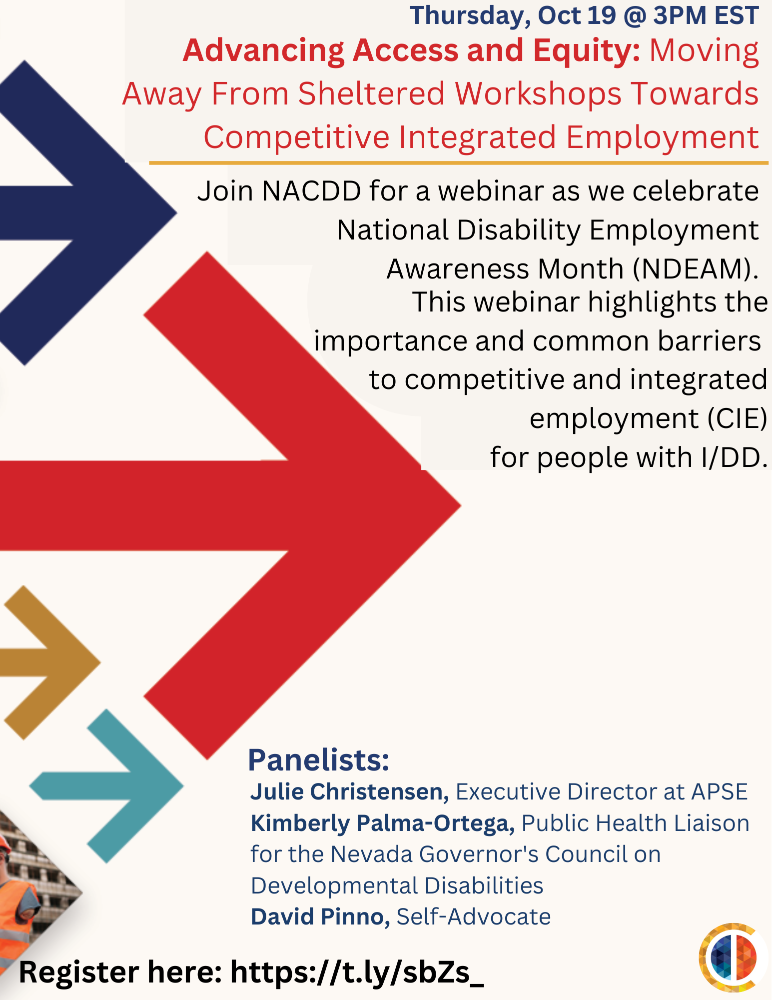 Thursday, Oct 19 @ 3PM EST
Advancing Access and Equity: Moving
Away From Sheltered Workshops Towards
Competitive Integrated Employment
Join NACDD for a webinar as we celebrate
National Disability Employment
Awareness Month (NDEAM).
This webinar highlights the
importance and common barriers
to competitive and integrated
employment (CIE)
for people with I/DD.
Panelists:
Julie Christensen, Executive Director at APSE
Kimberly Palma-Ortega, Public Health Liaison
for the Nevada Governor's Council on
Developmental Disabilities
David Pinno, Self-Advocate
Register here: https://t.ly/sbZs_